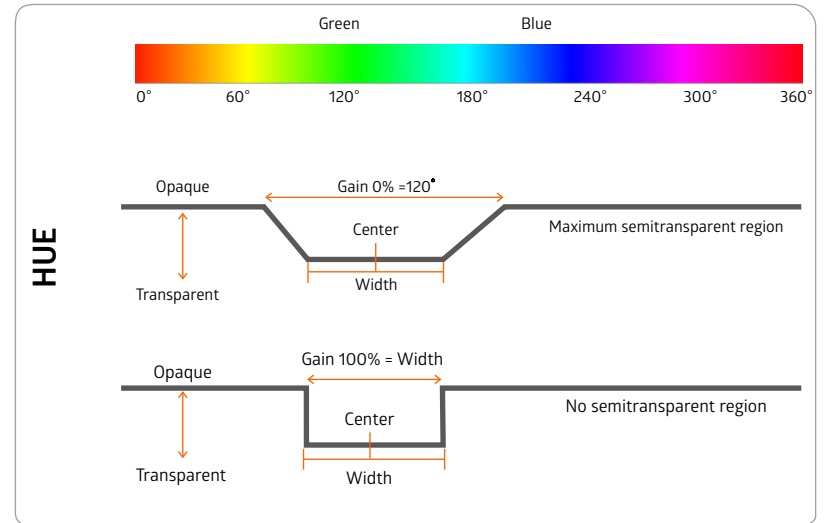 Green Blue
0° 60° 120° 180° 240° 300° 360°
HUE
Opaque
Gain 0% =120°
Center
Maximum semitransparent region
Width
Transparent
Gain 100% = Width
Opaque
No semitransparent region
Center
Transparent
Width